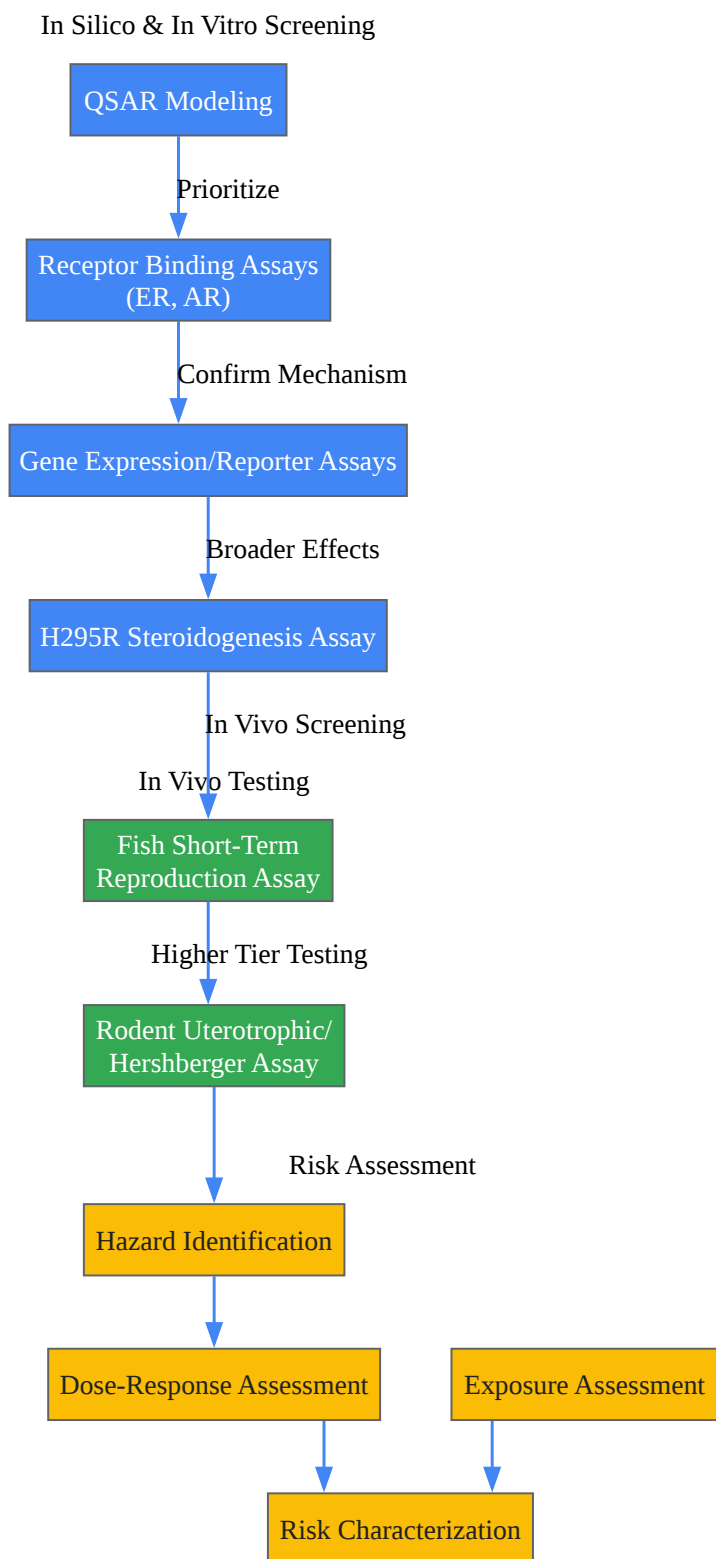 In Silico & In Vitro Screening
QSAR Modeling
Prioritize
Receptor Binding Assays
(ER, AR)
Confirm Mechanism
Gene Expression/Reporter Assays
Broader Effects
H295R Steroidogenesis Assay
In Vivo Screening
In Vivo Testing
Fish Short-Term
Reproduction Assay
Higher Tier Testing
Rodent Uterotrophic/
Hershberger Assay
Risk Assessment
Hazard Identification
Dose-Response Assessment
Exposure Assessment
Risk Characterization